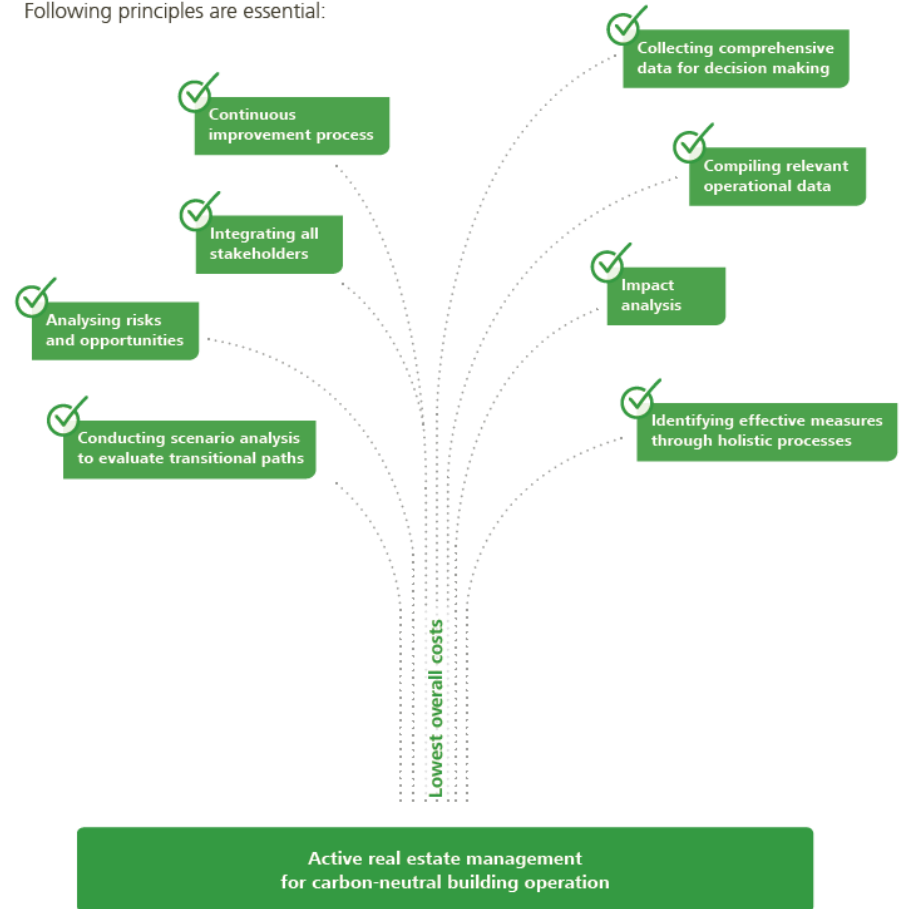 Following principles are essential:
Collecting comprehensive
data for decision making
Continuous
improvement process
Compiling relevant
operational data
Integrating all
stakeholders
Impact
analysis
Analysing risks
and opportunities
Identifying effective measures
through holistic processes
Conducting scenario analysis
to evaluate transitional paths
Lowest overall costs
Active real estate management
for carbon-neutral building operation